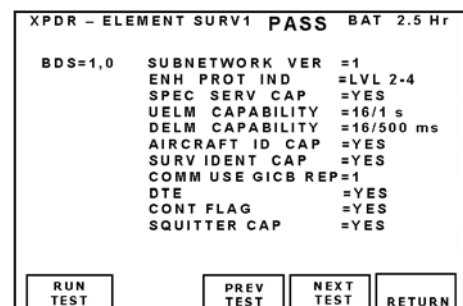 XPDR – ELEMENT SURV1 PASS BAT 2.5 Hr
BDS=1,0 SUBNETWORK VER =1
ENH PROT IND =LVL 2-4
SPEC SERV CAP =YES
UELM CAPABILITY =16/1 s
DELM CAPABILITY =16/500 ms
AIRCRAFT ID CAP =YES
SURV IDENT CAP =YES
COMM USE GICB REP=1
DTE =YES
CONT FLAG =YES
SQUITTER CAP =YES
RUN TEST
PREV TEST
NEXT TEST
RETURN